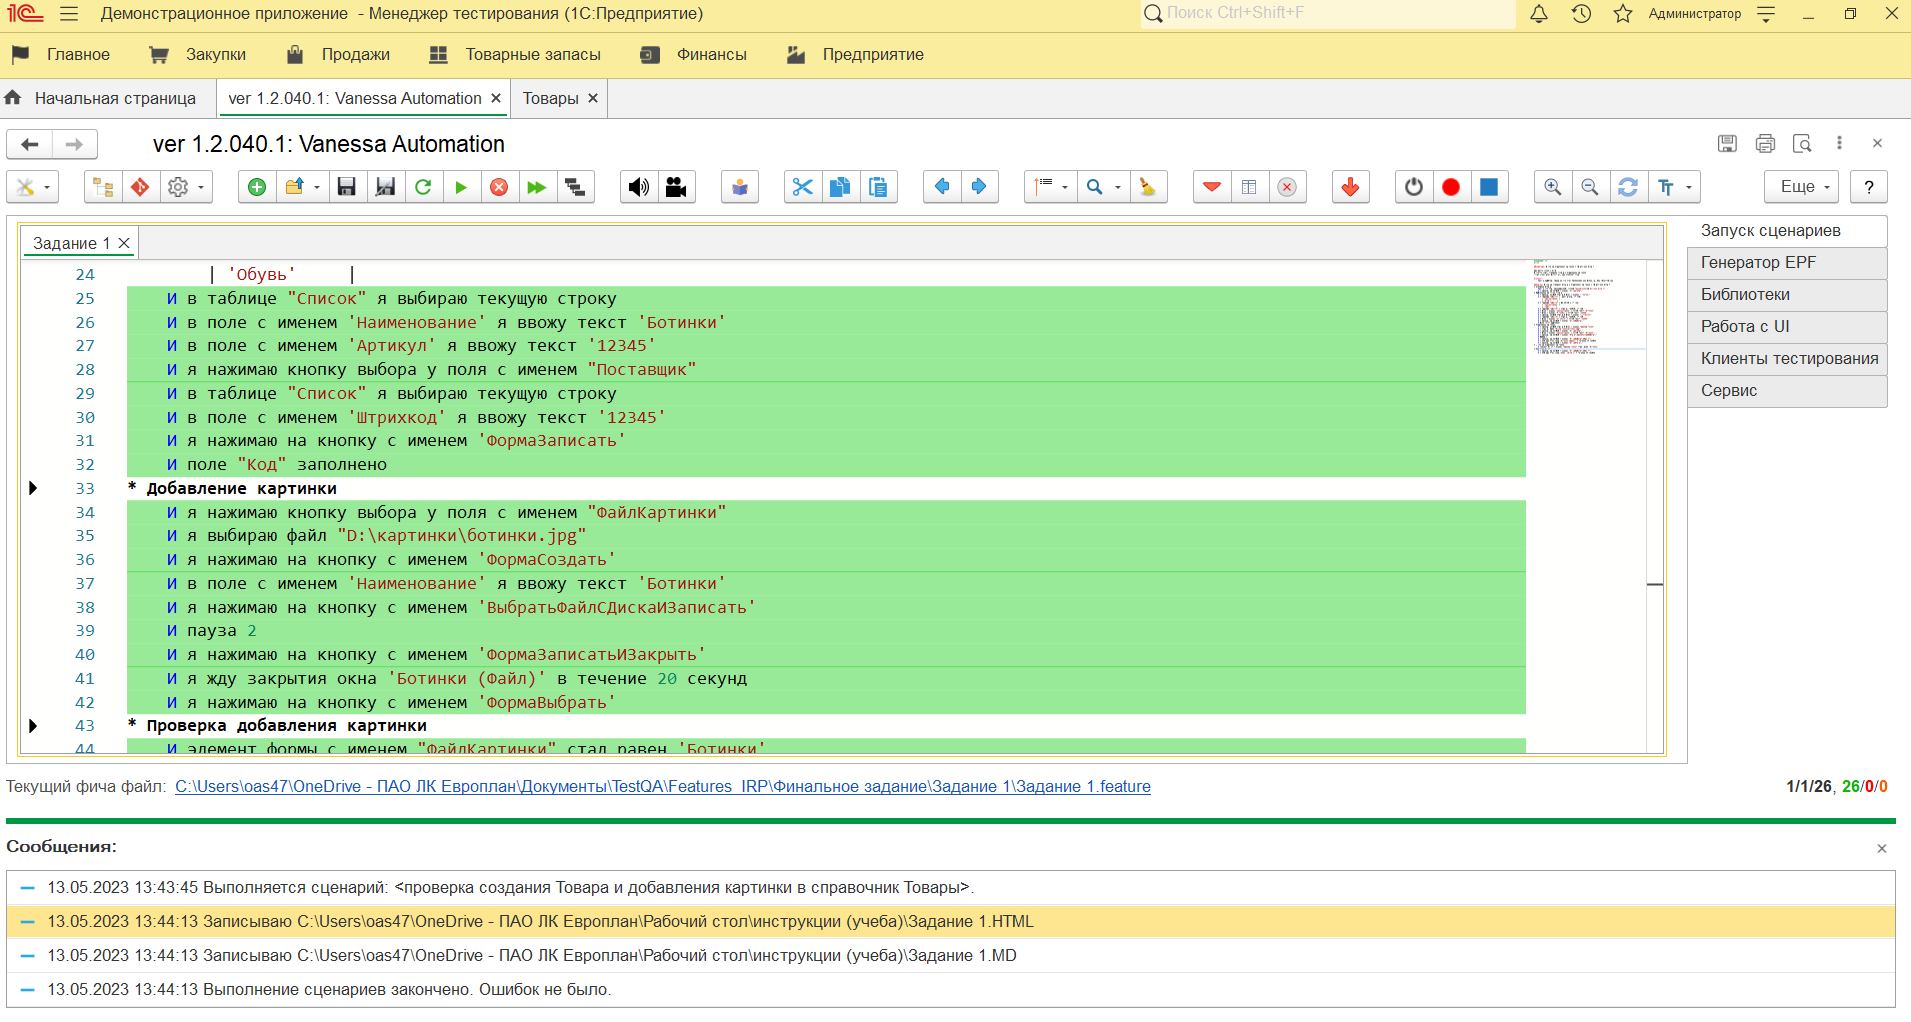 1С Демонстрационное приложение - Менеджер тестирования (1С:Предприятие) Поиск Ctrl+Shift+F Администратор
Главное Закупки Продажи Товарные запасы Финансы Предприятие
Начальная страница ver 1.2.040.1: Vanessa Automation Товары
ver 1.2.040.1: Vanessa Automation
Еще ?
Задание 1
24 | 'Обувь' |
25 И в таблице "Список" я выбираю текущую строку
26 И в поле с именем 'Наименование' я ввожу текст 'Ботинки'
27 И в поле с именем 'Артикул' я ввожу текст '12345'
28 И я нажимаю кнопку выбора у поля с именем "Поставщик"
29 И в таблице "Список" я выбираю текущую строку
30 И в поле с именем 'Штрихкод' я ввожу текст '12345'
31 И я нажимаю на кнопку с именем 'ФормаЗаписать'
32 И поле "Код" заполнено
33 * Добавление картинки
34 И я нажимаю кнопку выбора у поля с именем "ФайлКартинки"
35 И я выбираю файл "D:\картинки\ботинки.jpg"
36 И я нажимаю на кнопку с именем 'ФормаСоздать'
37 И в поле с именем 'Наименование' я ввожу текст 'Ботинки'
38 И я нажимаю на кнопку с именем 'ВыбратьФайлСДискаИЗаписать'
39 И пауза 2
40 И я нажимаю на кнопку с именем 'ФормаЗаписатьИЗакрыть'
41 И я жду закрытия окна 'Ботинки (Файл)' в течение 20 секунд
42 И я нажимаю на кнопку с именем 'ФормаВыбрать'
43 * Проверка добавления картинки
44 И элемент формы с именем "ФайлКартинки" стал равен 'Ботинки'
Запуск сценариев
Генератор EPF
Библиотеки
Работа с UI
Клиенты тестирования
Сервис
Текущий фича файл: C:\Users\oas47\OneDrive - ПАО ЛК Европлан\Документы\TestQA\Features_IRP\Финальное задание\Задание 1\Задание 1.feature 1/1/26, 26/0/0
Сообщения:
13.05.2023 13:43:45 Выполняется сценарий: <проверка создания Товара и добавления картинки в справочник Товары>.
13.05.2023 13:44:13 Записываю C:\Users\oas47\OneDrive - ПАО ЛК Европлан\Рабочий стол\инструкции (учеба)\Задание 1.HTML
13.05.2023 13:44:13 Записываю C:\Users\oas47\OneDrive - ПАО ЛК Европлан\Рабочий стол\инструкции (учеба)\Задание 1.MD
13.05.2023 13:44:13 Выполнение сценариев закончено. Ошибок не было.